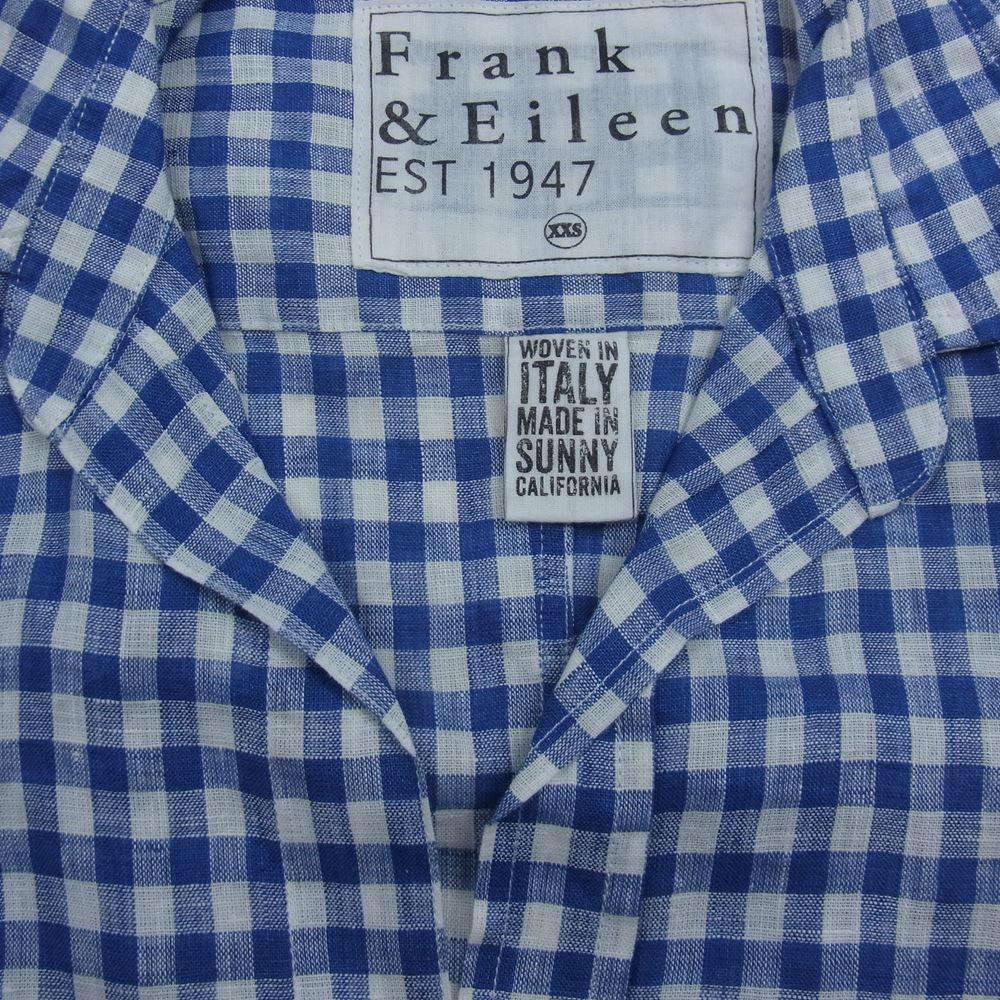 Frank
& Eileen
EST 1947
XXS
WOVEN IN
ITALY
MADE IN
SUNNY
CALIFORNIA